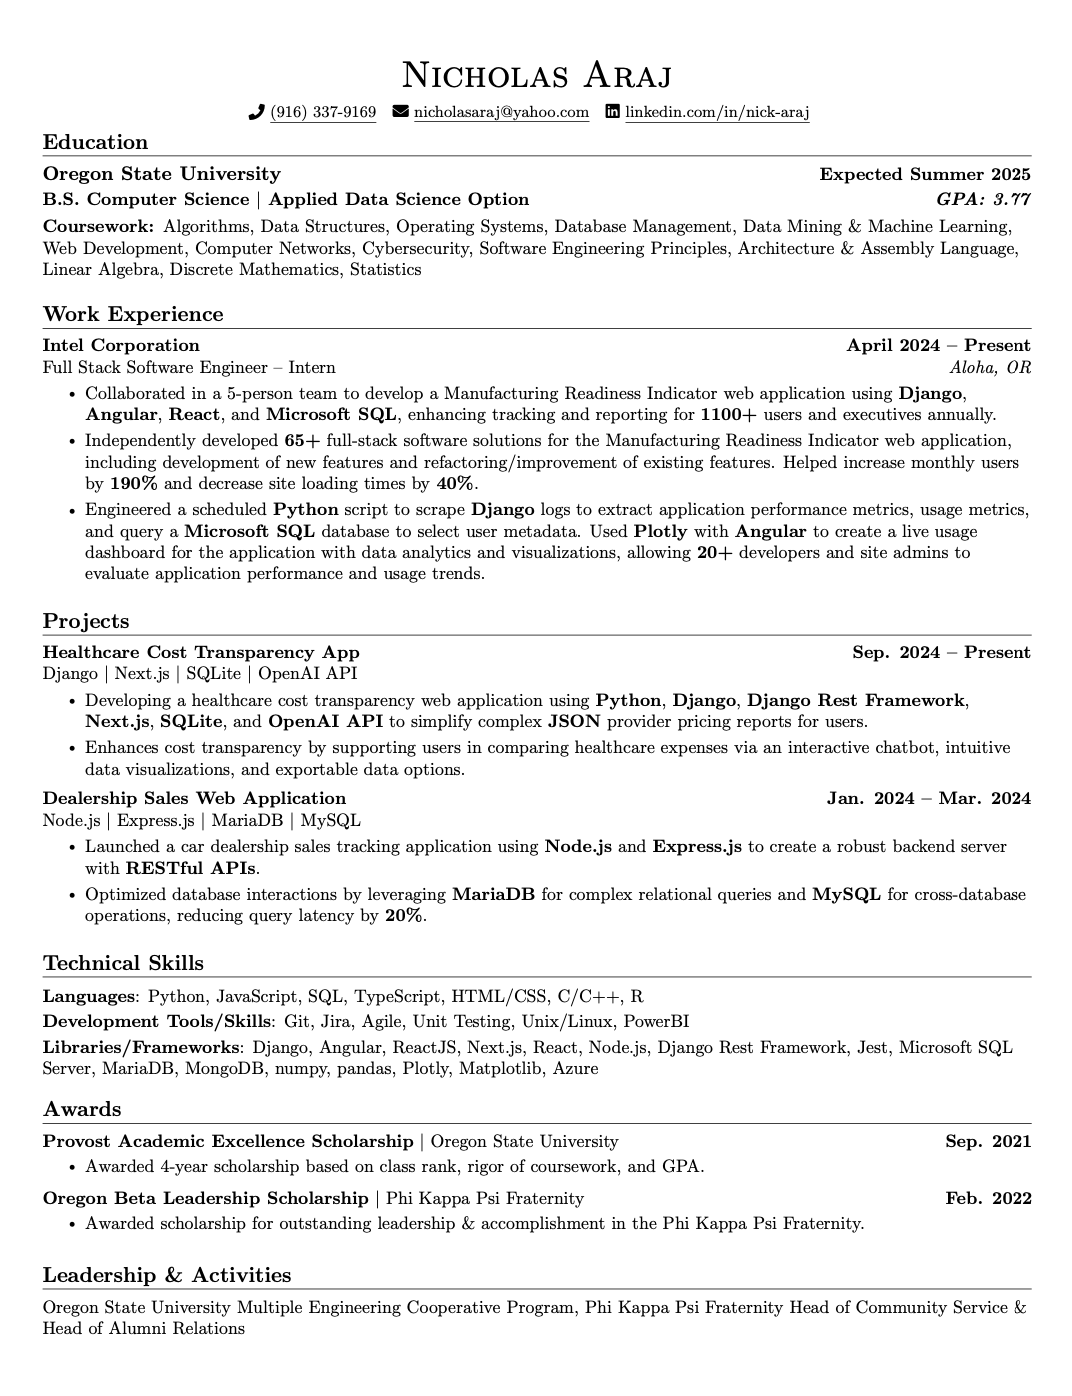 Nicholas Araj
(916) 337-9169 nicholasaraj@yahoo.com linkedin.com/in/nick-araj
Education
Oregon State University Expected Summer 2025
B.S. Computer Science | Applied Data Science Option GPA: 3.77
Coursework: Algorithms, Data Structures, Operating Systems, Database Management, Data Mining & Machine Learning,
Web Development, Computer Networks, Cybersecurity, Software Engineering Principles, Architecture & Assembly Language,
Linear Algebra, Discrete Mathematics, Statistics
Work Experience
Intel Corporation April 2024 – Present
Full Stack Software Engineer – Intern Aloha, OR
• Collaborated in a 5-person team to develop a Manufacturing Readiness Indicator web application using Django,
Angular, React, and Microsoft SQL, enhancing tracking and reporting for 1100+ users and executives annually.
• Independently developed 65+ full-stack software solutions for the Manufacturing Readiness Indicator web application,
including development of new features and refactoring/improvement of existing features. Helped increase monthly users
by 190% and decrease site loading times by 40%.
• Engineered a scheduled Python script to scrape Django logs to extract application performance metrics, usage metrics,
and query a Microsoft SQL database to select user metadata. Used Plotly with Angular to create a live usage
dashboard for the application with data analytics and visualizations, allowing 20+ developers and site admins to
evaluate application performance and usage trends.
Projects
Healthcare Cost Transparency App Sep. 2024 – Present
Django | Next.js | SQLite | OpenAI API
• Developing a healthcare cost transparency web application using Python, Django, Django Rest Framework,
Next.js, SQLite, and OpenAI API to simplify complex JSON provider pricing reports for users.
• Enhances cost transparency by supporting users in comparing healthcare expenses via an interactive chatbot, intuitive
data visualizations, and exportable data options.
Dealership Sales Web Application Jan. 2024 – Mar. 2024
Node.js | Express.js | MariaDB | MySQL
• Launched a car dealership sales tracking application using Node.js and Express.js to create a robust backend server
with RESTful APIs.
• Optimized database interactions by leveraging MariaDB for complex relational queries and MySQL for cross-database
operations, reducing query latency by 20%.
Technical Skills
Languages: Python, JavaScript, SQL, TypeScript, HTML/CSS, C/C++, R
Development Tools/Skills: Git, Jira, Agile, Unit Testing, Unix/Linux, PowerBI
Libraries/Frameworks: Django, Angular, ReactJS, Next.js, React, Node.js, Django Rest Framework, Jest, Microsoft SQL
Server, MariaDB, MongoDB, numpy, pandas, Plotly, Matplotlib, Azure
Awards
Provost Academic Excellence Scholarship | Oregon State University Sep. 2021
• Awarded 4-year scholarship based on class rank, rigor of coursework, and GPA.
Oregon Beta Leadership Scholarship | Phi Kappa Psi Fraternity Feb. 2022
• Awarded scholarship for outstanding leadership & accomplishment in the Phi Kappa Psi Fraternity.
Leadership & Activities
Oregon State University Multiple Engineering Cooperative Program, Phi Kappa Psi Fraternity Head of Community Service &
Head of Alumni Relations